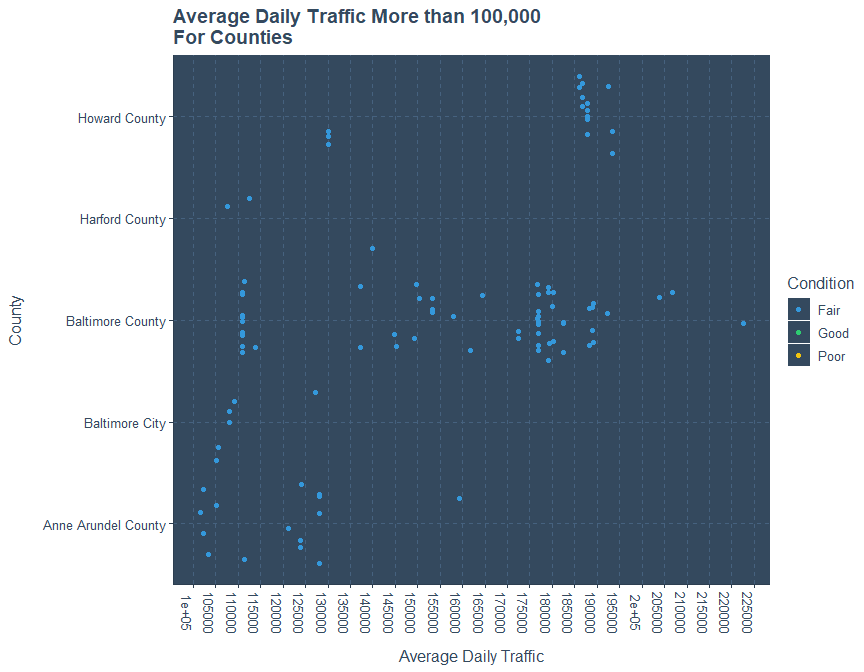 Average Daily Traffic More than 100,000
For Counties
County
Howard County
Harford County
Baltimore County
Baltimore City
Anne Arundel County
1e+05
105000
110000
115000
120000
125000
130000
135000
140000
145000
150000
155000
160000
165000
170000
175000
180000
185000
190000
195000
2e+05
205000
210000
215000
220000
225000
Average Daily Traffic
Condition
Fair
Good
Poor